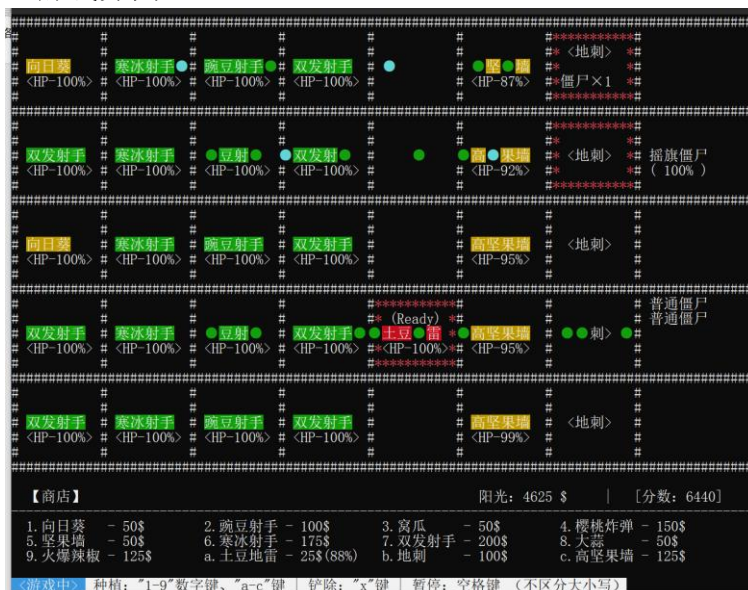 <地刺>
向日葵 寒冰射手 豌豆射手 双发射手 坚 墙
<HP-100%> <HP-100%> <HP-100%> <HP-100%> <HP-87%> 僵尸×1
双发射手 寒冰射手 豆射 双发射 高 果墙 <地刺> 摇旗僵尸
<HP-100%> <HP-100%> <HP-100%> <HP-100%> <HP-92%> ( 100% )
向日葵 寒冰射手 豌豆射手 双发射手 高坚果墙 <地刺>
<HP-100%> <HP-100%> <HP-100%> <HP-100%> <HP-95%>
普通僵尸
(Ready) 普通僵尸
双发射手 寒冰射手 豆射 双发射手 土豆 雷 高坚果墙 刺>
<HP-100%> <HP-100%> <HP-100%> <HP-100%> <HP-100%> <HP-95%>
双发射手 寒冰射手 豌豆射手 双发射手 高坚果墙 <地刺>
<HP-100%> <HP-100%> <HP-100%> <HP-100%> <HP-99%>
【商店】 阳光: 4625 $ | [分数: 6440]
1.向日葵 - 50$ 2.豌豆射手 - 100$ 3.窝瓜 - 50$ 4.樱桃炸弹 - 150$
5.坚果墙 - 50$ 6.寒冰射手 - 175$ 7.双发射手 - 200$ 8.大蒜 - 50$
9.火爆辣椒 - 125$ a.土豆地雷 - 25$(88%) b.地刺 - 100$ c.高坚果墙 - 125$
<游戏中> 种植: "1-9"数字键、"a-c"键 | 铲除: "x"键 | 暂停: 空格键 (不区分大小写)